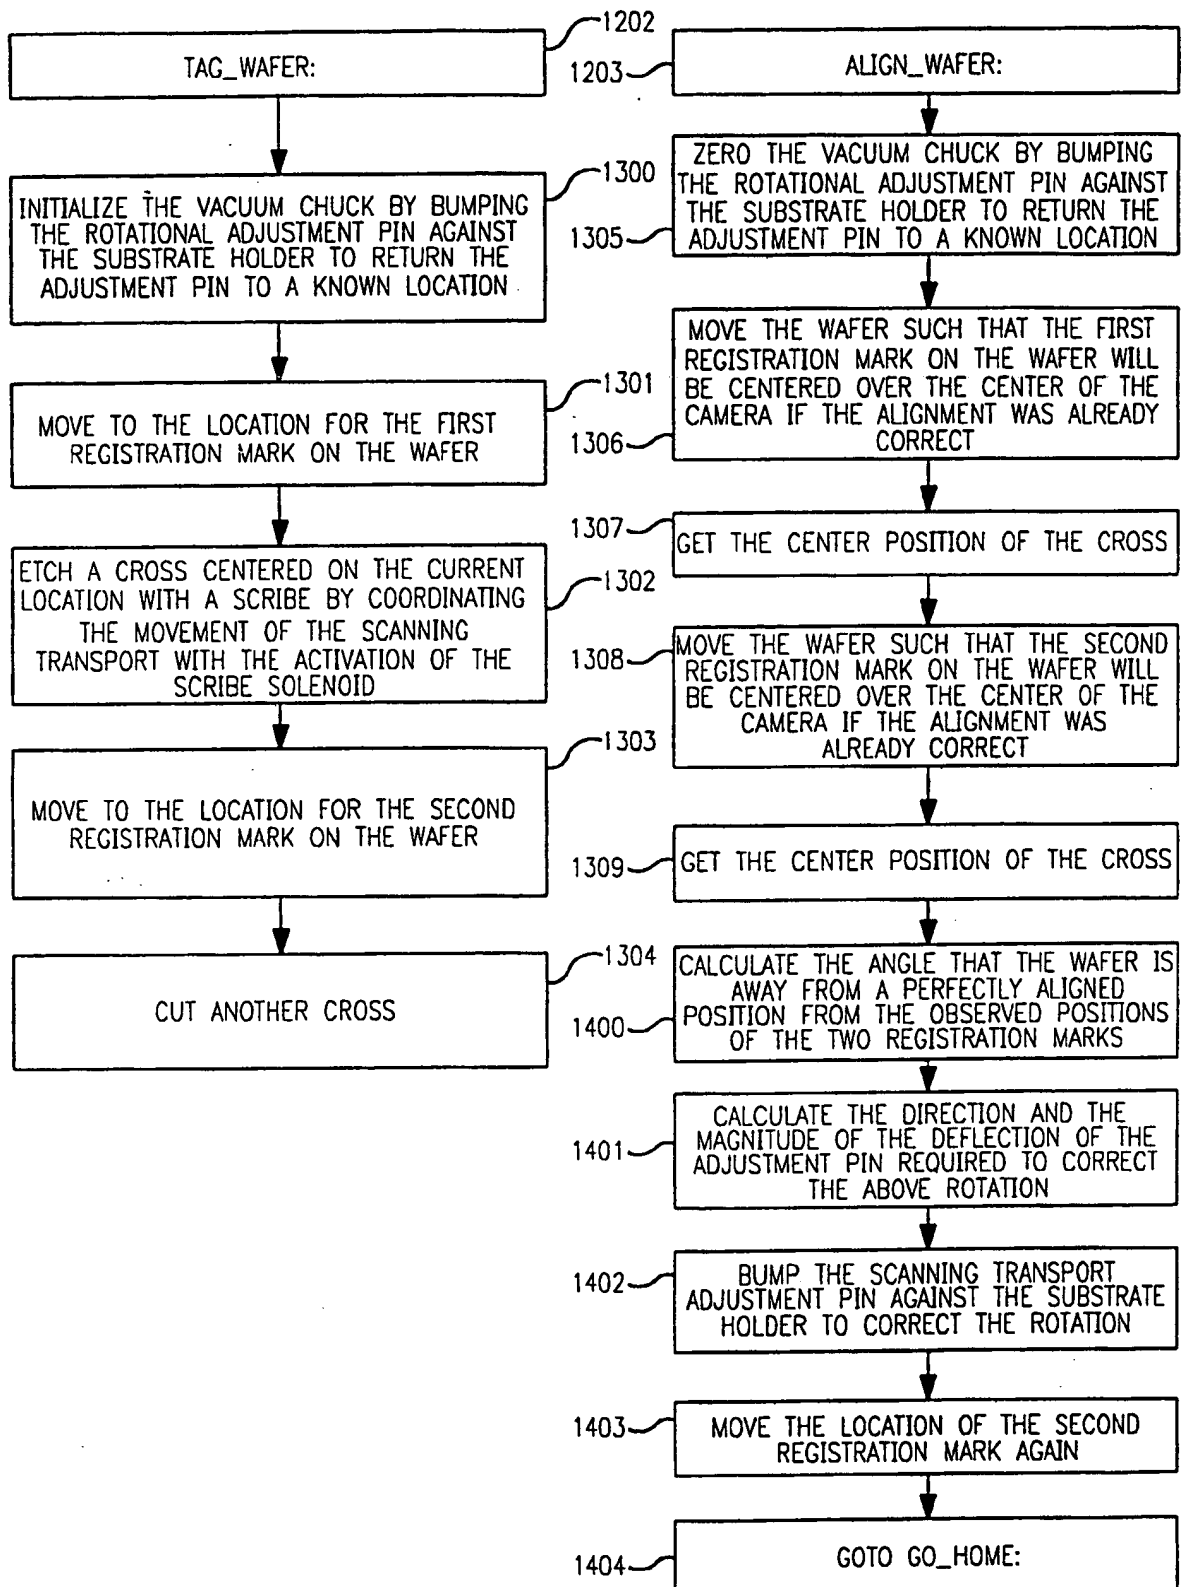 1202
TAG_WAFER:
1300
INITIALIZE THE VACUUM CHUCK BY BUMPING
THE ROTATIONAL ADJUSTMENT PIN AGAINST
THE SUBSTRATE HOLDER TO RETURN THE
ADJUSTMENT PIN TO A KNOWN LOCATION
1301
MOVE TO THE LOCATION FOR THE FIRST
REGISTRATION MARK ON THE WAFER
1302
ETCH A CROSS CENTERED ON THE CURRENT
LOCATION WITH A SCRIBE BY COORDINATING
THE MOVEMENT OF THE SCANNING
TRANSPORT WITH THE ACTIVATION OF THE
SCRIBE SOLENOID
1303
MOVE TO THE LOCATION FOR THE SECOND
REGISTRATION MARK ON THE WAFER
1304
CUT ANOTHER CROSS
1203
ALIGN_WAFER:
ZERO THE VACUUM CHUCK BY BUMPING
THE ROTATIONAL ADJUSTMENT PIN AGAINST
THE SUBSTRATE HOLDER TO RETURN THE
ADJUSTMENT PIN TO A KNOWN LOCATION
1305
MOVE THE WAFER SUCH THAT THE FIRST
REGISTRATION MARK ON THE WAFER WILL
BE CENTERED OVER THE CENTER OF THE
CAMERA IF THE ALIGNMENT WAS ALREADY
CORRECT
1306
1307
GET THE CENTER POSITION OF THE CROSS
1308
MOVE THE WAFER SUCH THAT THE SECOND
REGISTRATION MARK ON THE WAFER WILL
BE CENTERED OVER THE CENTER OF THE
CAMERA IF THE ALIGNMENT WAS
ALREADY CORRECT
1309
GET THE CENTER POSITION OF THE CROSS
CALCULATE THE ANGLE THAT THE WAFER IS
AWAY FROM A PERFECTLY ALIGNED
POSITION FROM THE OBSERVED POSITIONS
OF THE TWO REGISTRATION MARKS
1400
CALCULATE THE DIRECTION AND THE
MAGNITUDE OF THE DEFLECTION OF THE
ADJUSTMENT PIN REQUIRED TO CORRECT
THE ABOVE ROTATION
1401
1402
BUMP THE SCANNING TRANSPORT
ADJUSTMENT PIN AGAINST THE SUBSTRATE
HOLDER TO CORRECT THE ROTATION
1403
MOVE THE LOCATION OF THE SECOND
REGISTRATION MARK AGAIN
1404
GOTO GO_HOME: